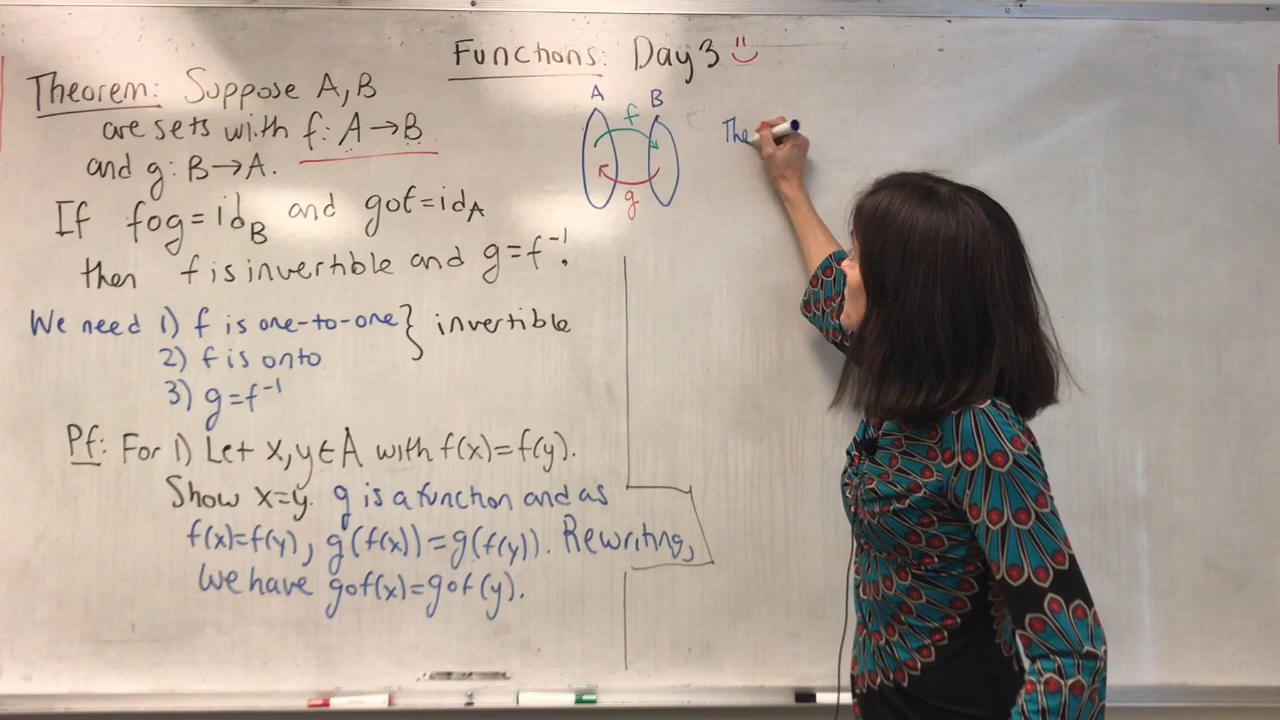 Functions: Day 3
Theorem: Suppose A, B
are sets with f: A→B
and g: B→A.
If f∘g = id_B and g∘f = id_A
then f is invertible and g = f⁻¹.
We need 1) f is one-to-one } invertible
2) f is onto
3) g = f⁻¹
Pf: For 1) Let x, y ∈ A with f(x) = f(y).
Show x = y. g is a function and as
f(x) = f(y), g(f(x)) = g(f(y)). Rewriting,
we have g∘f(x) = g∘f(y).
A B
f
g
The